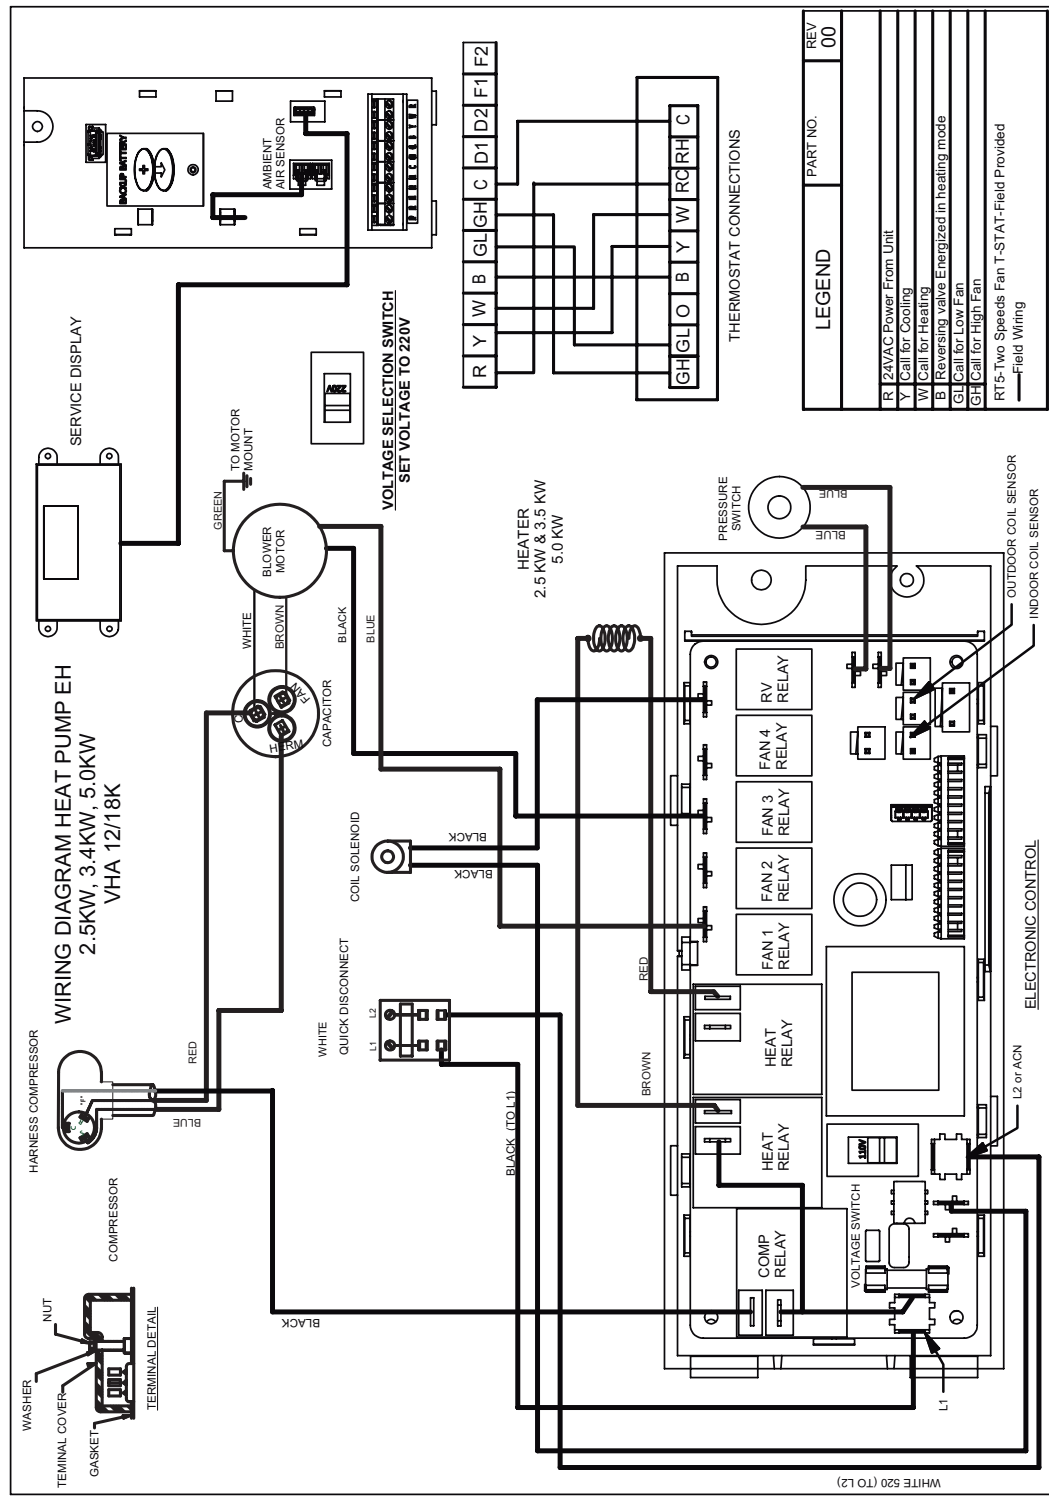 WIRING DIAGRAM HEAT PUMP EH
2.5KW, 3.4KW, 5.0KW
VHA 12/18K
WASHER
NUT
TEMINAL COVER
GASKET
TERMINAL DETAIL
COMPRESSOR
HARNESS COMPRESSOR
C
"F"
RED
BLUE
SERVICE DISPLAY
BACKUP BATTERY
AMBIENT
AIR SENSOR
GREEN
TO MOTOR
MOUNT
BLOWER
MOTOR
WHITE
BROWN
BLACK
BLUE
C
FAN
HERM
CAPACITOR
220V
VOLTAGE SELECTION SWITCH
SET VOLTAGE TO 220V
R
Y
W
B
GL
GH
C
D1
D2
F1
F2
GH
GL
O
B
Y
W
RC
RH
C
THERMOSTAT CONNECTIONS
COIL SOLENOID
BLACK
BLACK
WHITE
QUICK DISCONNECT
L1
L2
BLACK (TO L1)
HEATER
2.5 KW & 3.5 KW
5.0 KW
BROWN
RED
BLACK
PRESSURE
SWITCH
BLUE
BLUE
COMP
RELAY
HEAT
RELAY
HEAT
RELAY
FAN 1
RELAY
FAN 2
RELAY
FAN 3
RELAY
FAN 4
RELAY
RV
RELAY
VOLTAGE SWITCH
110V
OUTDOOR COIL SENSOR
INDOOR COIL SENSOR
L1
L2 or ACN
ELECTRONIC CONTROL
WHITE 520 (TO L2)
LEGEND
PART NO.
REV
00
R 24VAC Power From Unit
Y Call for Cooling
W Call for Heating
B Reversing valve Energized in heating mode
GL Call for Low Fan
GH Call for High Fan
RT5-Two Speeds Fan T-STAT-Field Provided
Field Wiring